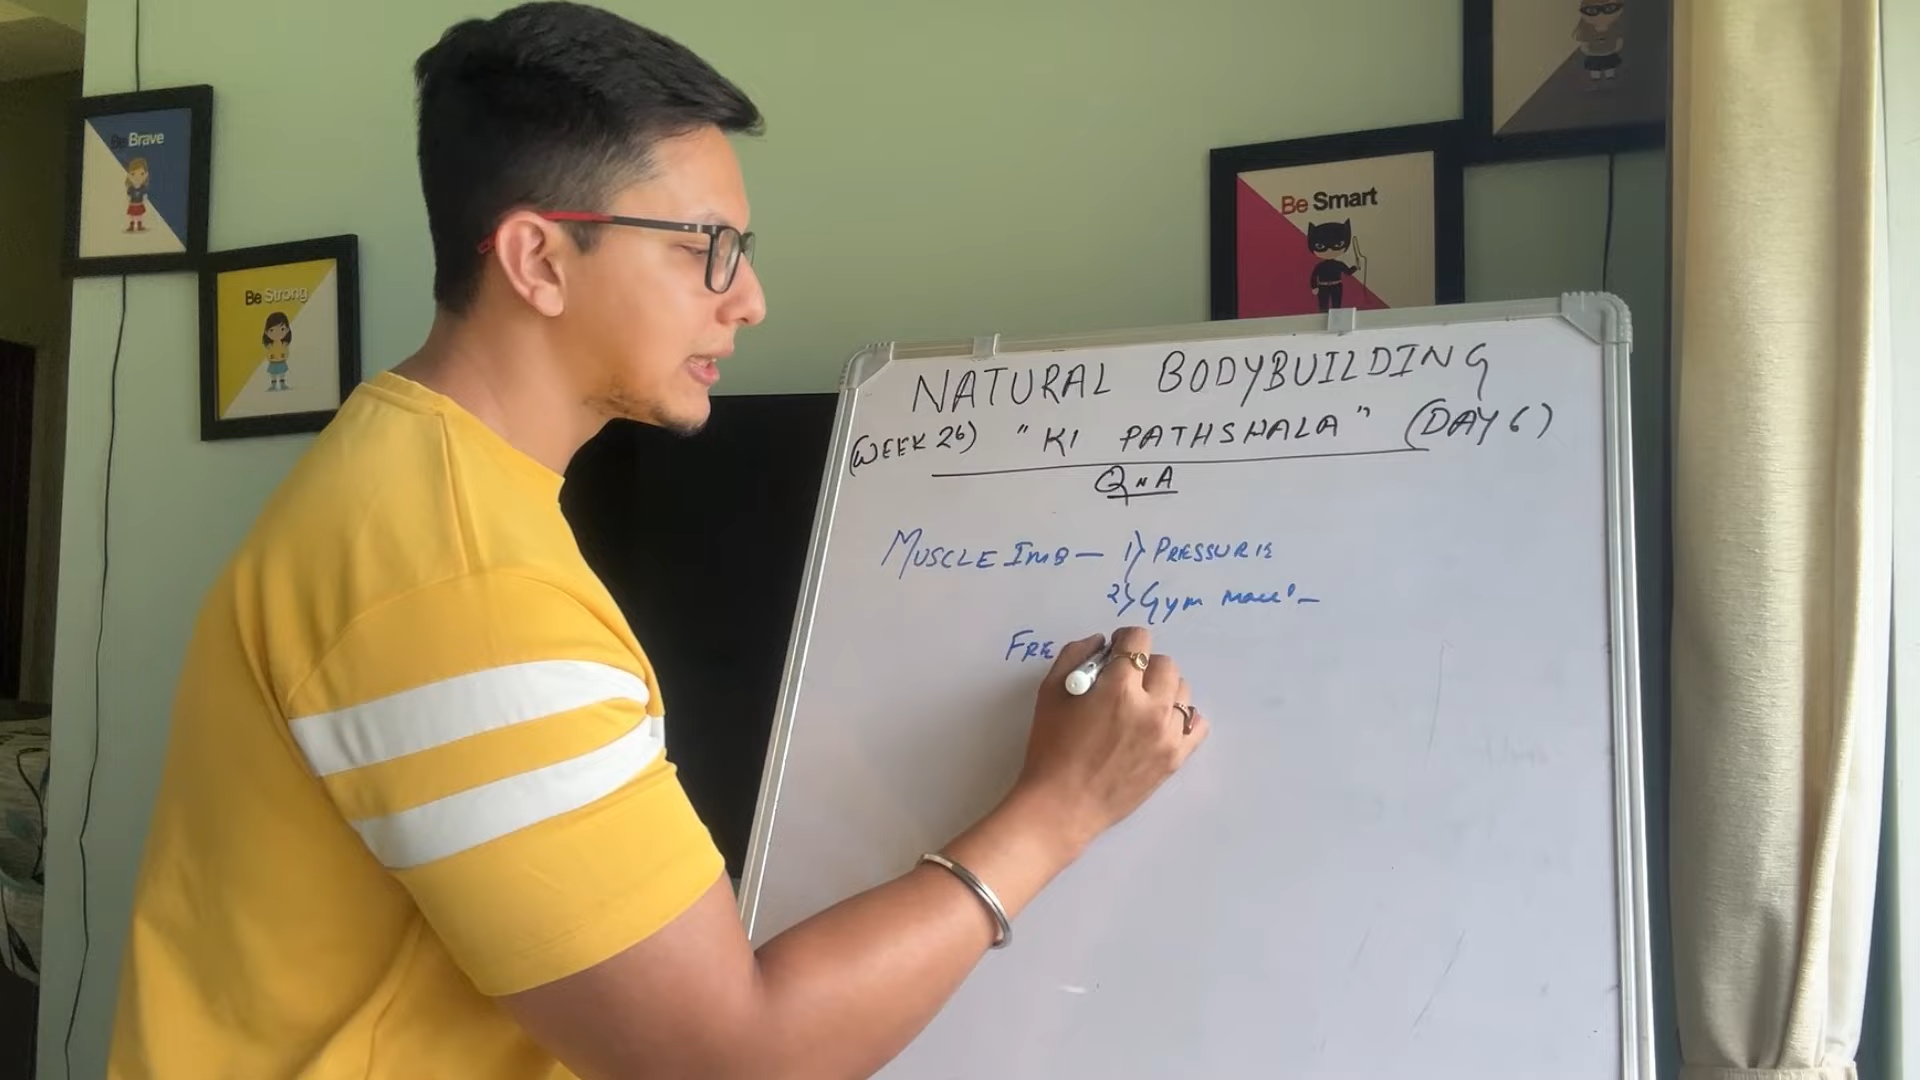 Be Brave
Be Strong
Be Smart
NATURAL BODYBUILDING
(WEEK 26) "KI PATHSHALA" (DAY 6)
QnA
MUSCLE IMB — 1) PRESSURE
2) Gym
FRE